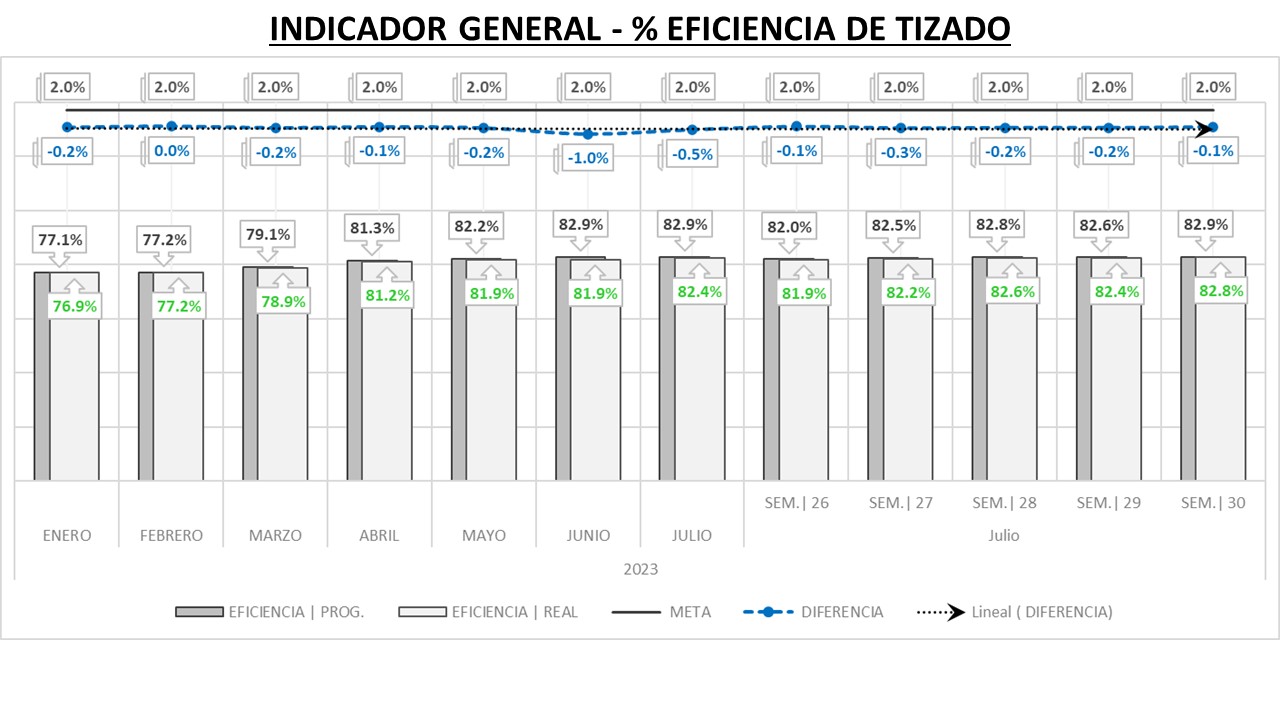 INDICADOR GENERAL - % EFICIENCIA DE TIZADO
2.0% 2.0% 2.0% 2.0% 2.0% 2.0% 2.0% 2.0% 2.0% 2.0% 2.0% 2.0%
-0.2% 0.0% -0.2% -0.1% -0.2% -1.0% -0.5% -0.1% -0.3% -0.2% -0.2% -0.1%
77.1% 77.2% 79.1% 81.3% 82.2% 82.9% 82.9% 82.0% 82.5% 82.8% 82.6% 82.9%
76.9% 77.2% 78.9% 81.2% 81.9% 81.9% 82.4% 81.9% 82.2% 82.6% 82.4% 82.8%
SEM.| 26 SEM.| 27 SEM.| 28 SEM.| 29 SEM.| 30
ENERO FEBRERO MARZO ABRIL MAYO JUNIO JULIO Julio
2023
EFICIENCIA | PROG. EFICIENCIA | REAL META DIFERENCIA Lineal ( DIFERENCIA)